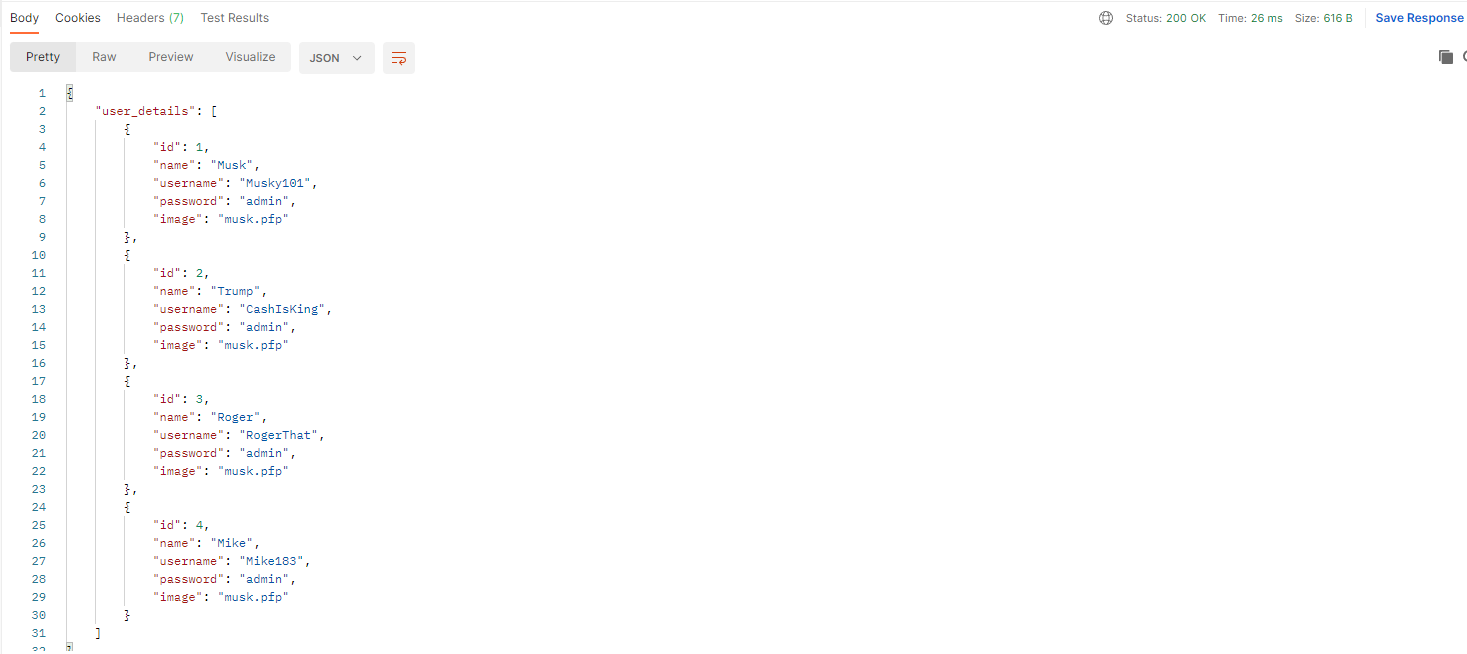 Body Cookies Headers (7) Test Results Status: 200 OK Time: 26 ms Size: 616 B Save Response
Pretty Raw Preview Visualize JSON
1 {
2 "user_details": [
3 {
4 "id": 1,
5 "name": "Musk",
6 "username": "Musky101",
7 "password": "admin",
8 "image": "musk.pfp"
9 },
10 {
11 "id": 2,
12 "name": "Trump",
13 "username": "CashIsKing",
14 "password": "admin",
15 "image": "musk.pfp"
16 },
17 {
18 "id": 3,
19 "name": "Roger",
20 "username": "RogerThat",
21 "password": "admin",
22 "image": "musk.pfp"
23 },
24 {
25 "id": 4,
26 "name": "Mike",
27 "username": "Mike183",
28 "password": "admin",
29 "image": "musk.pfp"
30 }
31 ]
32 }